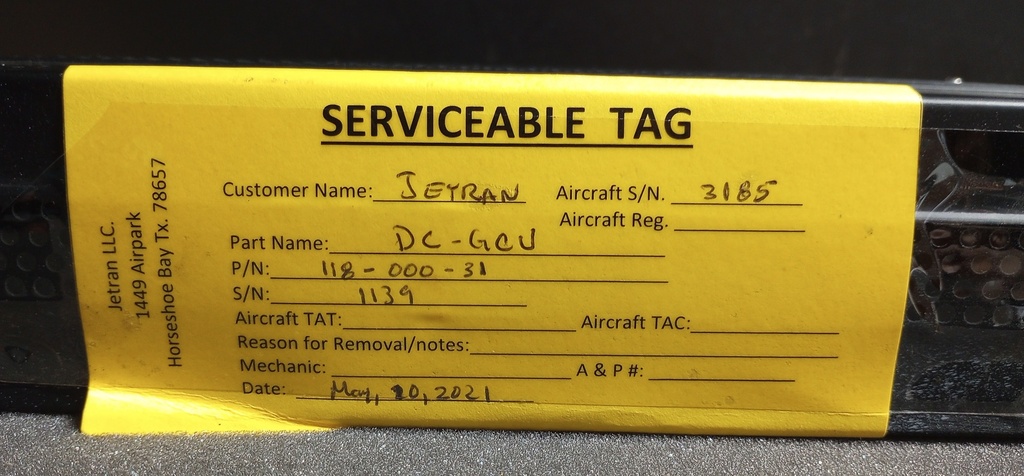 SERVICEABLE TAG
Jetran LLC.
1449 Airpark
Horseshoe Bay Tx. 78657
Customer Name: JETRAN Aircraft S/N. 3185
Aircraft Reg.
Part Name: DC-GCU
P/N: 118-000-31
S/N: 1139
Aircraft TAT: Aircraft TAC:
Reason for Removal/notes:
Mechanic: A & P #:
Date: May, 20, 2021